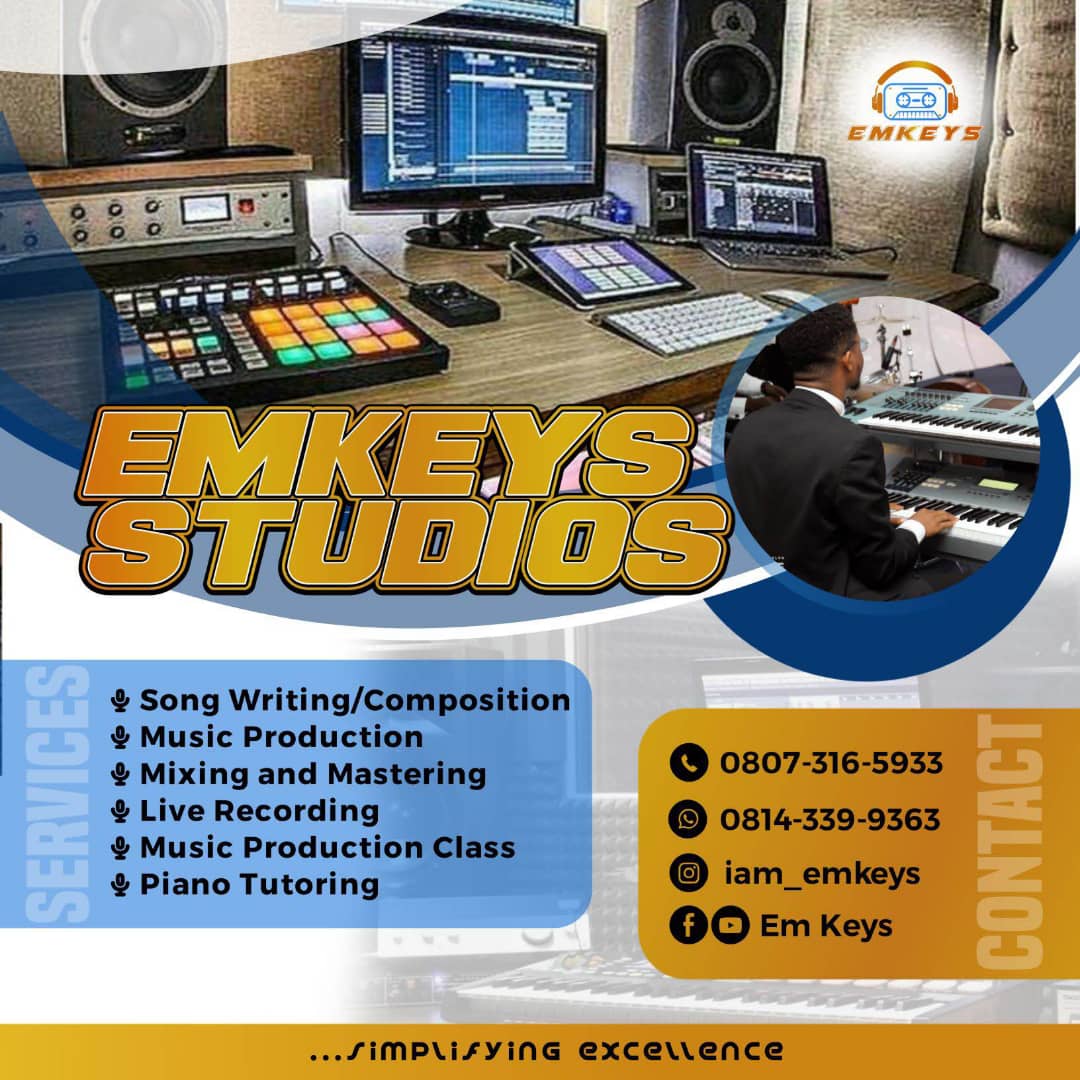 EMKEYS
EMKEYS
STUDIOS
SERVICES
Song Writing/Composition
Music Production
Mixing and Mastering
Live Recording
Music Production Class
Piano Tutoring
CONTACT
0807-316-5933
0814-339-9363
iam_emkeys
Em Keys
...simplifying excellence